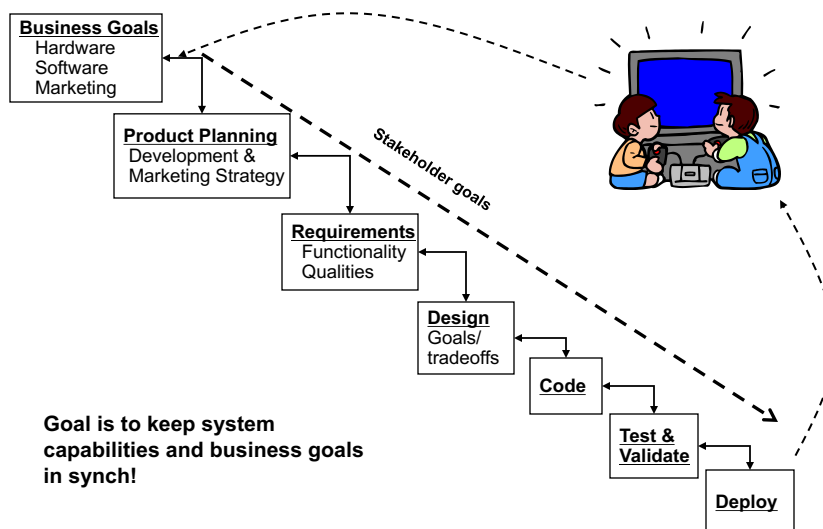 Business Goals
Hardware
Software
Marketing
Product Planning
Development &
Marketing Strategy
Stakeholder goals
Requirements
Functionality
Qualities
Design
Goals/
tradeoffs
Code
Test &
Validate
Deploy
Goal is to keep system
capabilities and business goals
in synch!